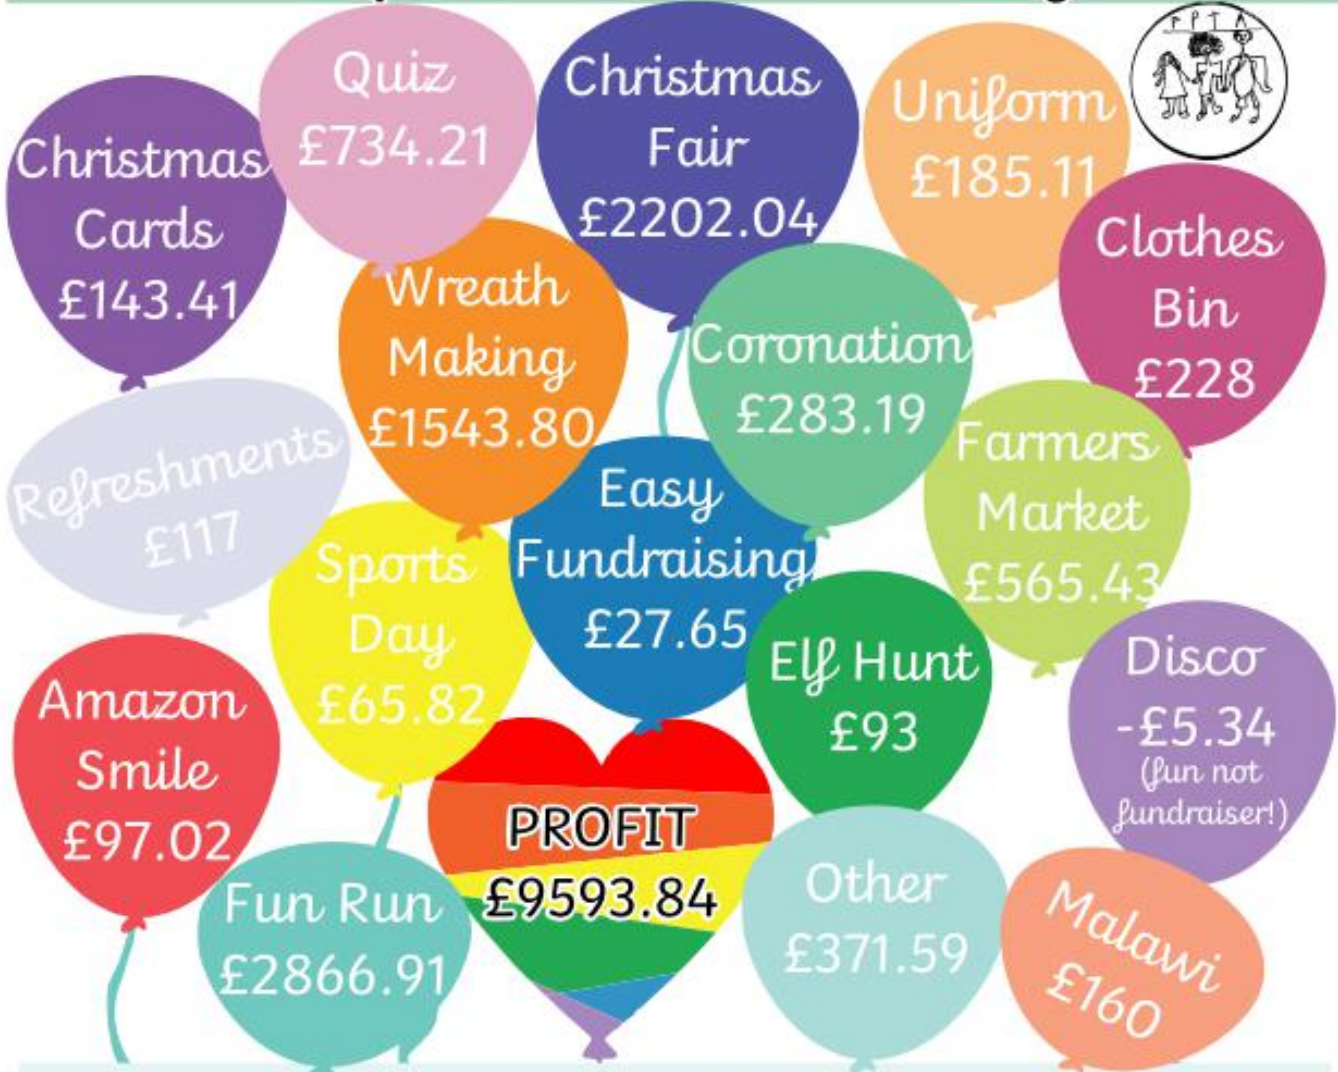 PPTA
Quiz
£734.21
Christmas
Fair
£2202.04
Uniform
£185.11
Christmas
Cards
£143.41
Wreath
Making
£1543.80
Coronation
£283.19
Clothes
Bin
£228
Refreshments
£117
Sports
Day
£65.82
Easy
Fundraising
£27.65
Farmers
Market
£565.43
Amazon
Smile
£97.02
Elf Hunt
£93
Disco
-£5.34
(fun not
fundraiser!)
Fun Run
£2866.91
PROFIT
£9593.84
Other
£371.59
Malawi
£160